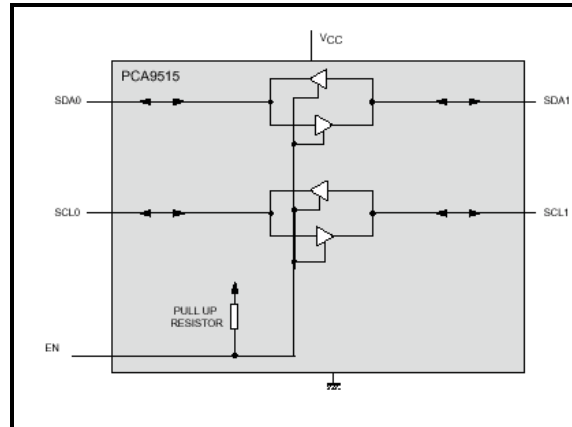 VCC
PCA9515
SDA0
SDA1
SCL0
SCL1
PULL UP
RESISTOR
EN